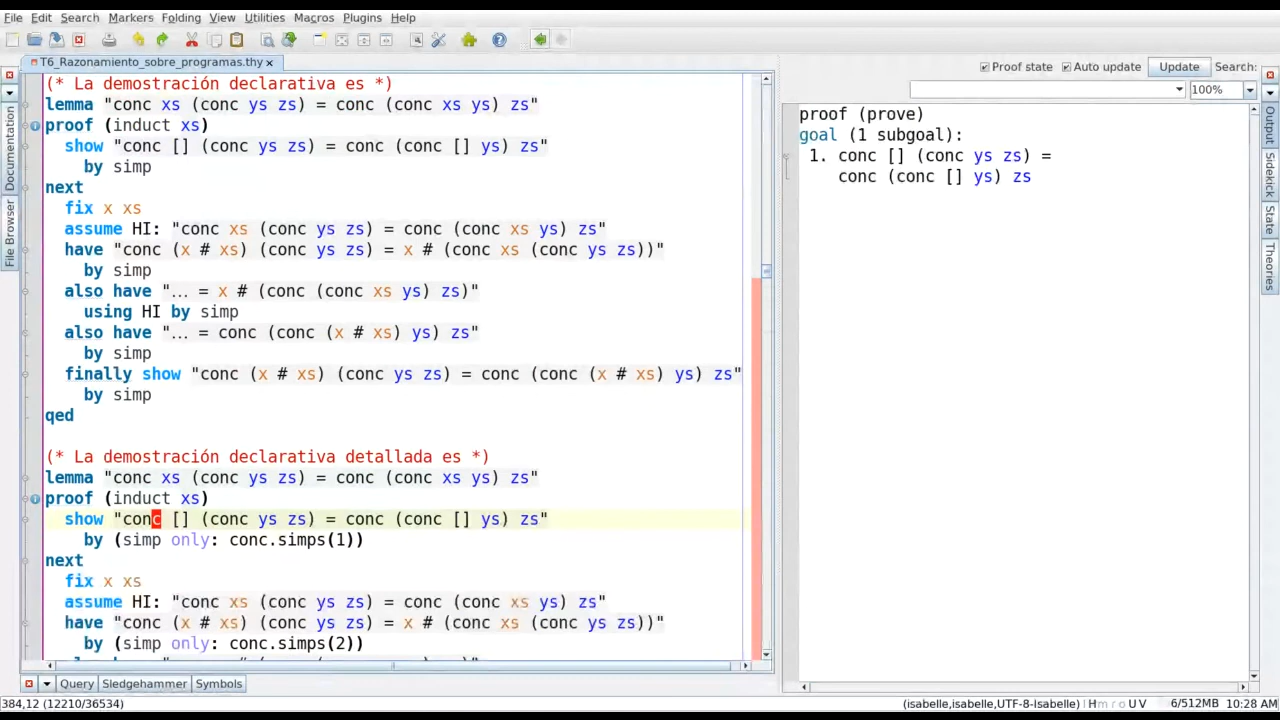 File Edit Search Markers Folding View Utilities Macros Plugins Help
T6_Razonamiento_sobre_programas.thy
Proof state Auto update Update Search:
100%
(* La demostración declarativa es *)
lemma "conc xs (conc ys zs) = conc (conc xs ys) zs"
proof (induct xs)
show "conc [] (conc ys zs) = conc (conc [] ys) zs"
by simp
next
fix x xs
assume HI: "conc xs (conc ys zs) = conc (conc xs ys) zs"
have "conc (x # xs) (conc ys zs) = x # (conc xs (conc ys zs))"
by simp
also have "... = x # (conc (conc xs ys) zs)"
using HI by simp
also have "... = conc (conc (x # xs) ys) zs"
by simp
finally show "conc (x # xs) (conc ys zs) = conc (conc (x # xs) ys) zs"
by simp
qed
(* La demostración declarativa detallada es *)
lemma "conc xs (conc ys zs) = conc (conc xs ys) zs"
proof (induct xs)
show "conc [] (conc ys zs) = conc (conc [] ys) zs"
by (simp only: conc.simps(1))
next
fix x xs
assume HI: "conc xs (conc ys zs) = conc (conc xs ys) zs"
have "conc (x # xs) (conc ys zs) = x # (conc xs (conc ys zs))"
by (simp only: conc.simps(2))
proof (prove)
goal (1 subgoal):
1. conc [] (conc ys zs) =
conc (conc [] ys) zs
Documentation
File Browser
Output
Sidekick
State
Theories
Query Sledgehammer Symbols
384,12 (12210/36534)
(isabelle,isabelle,UTF-8-Isabelle) | H m r o U V 6/512MB 10:28 AM